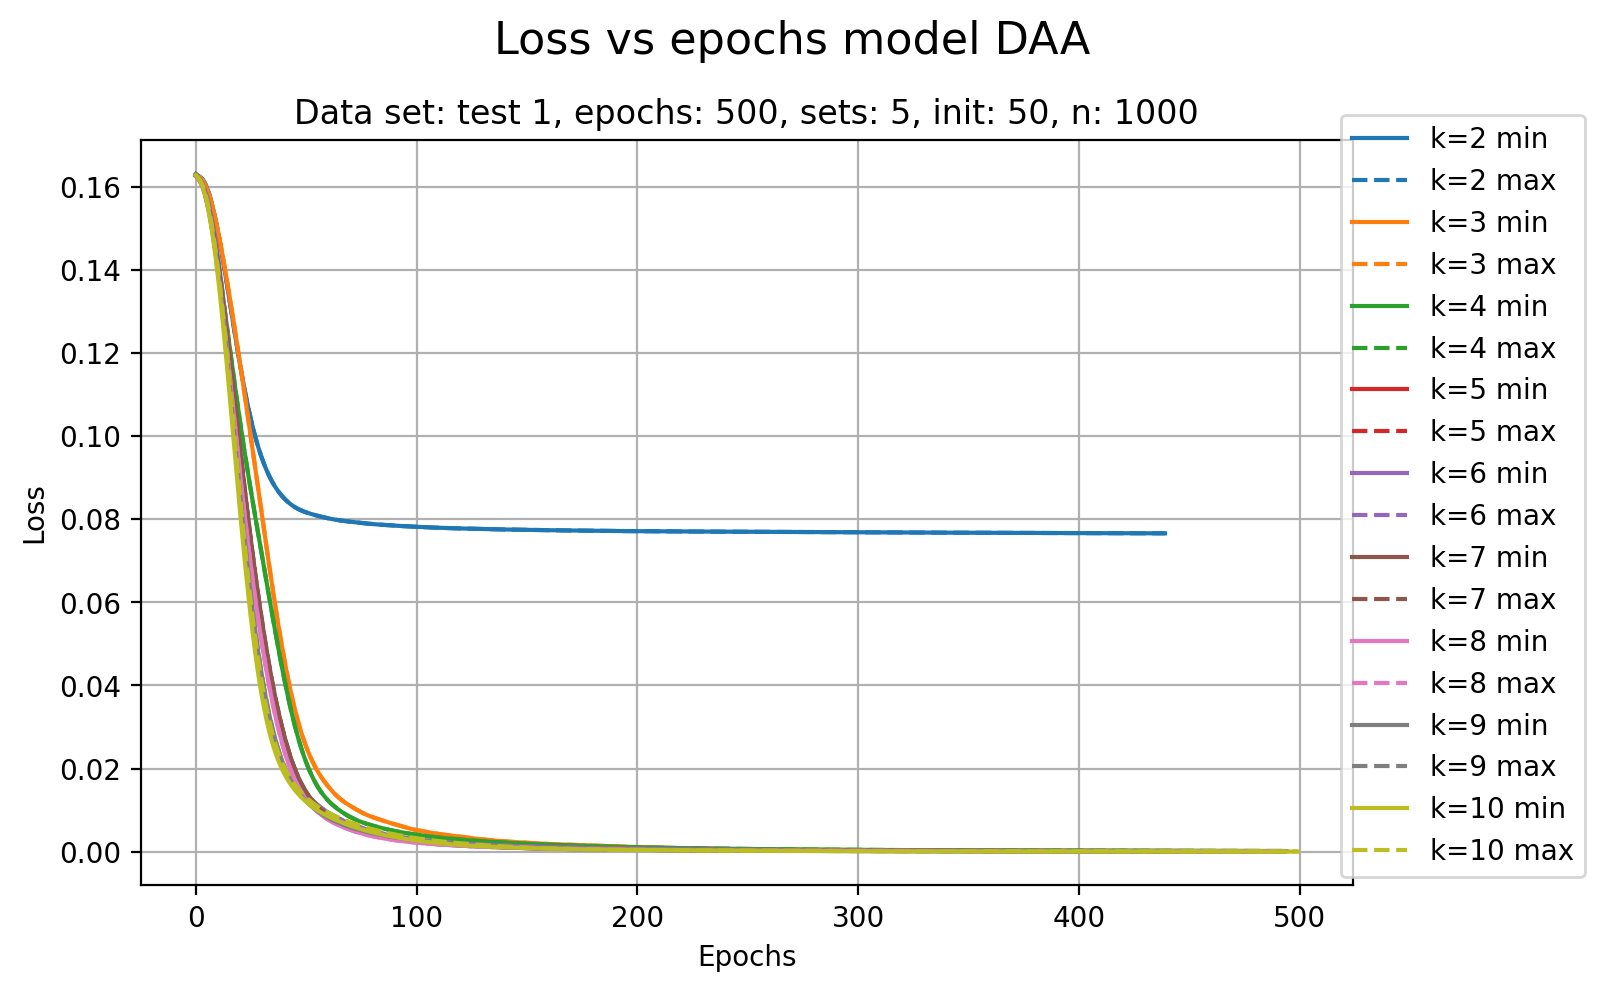 Loss vs epochs model DAA
Data set: test 1, epochs: 500, sets: 5, init: 50, n: 1000
Loss
0.16
0.14
0.12
0.10
0.08
0.06
0.04
0.02
0.00
0 100 200 300 400 500
Epochs
k=2 min
k=2 max
k=3 min
k=3 max
k=4 min
k=4 max
k=5 min
k=5 max
k=6 min
k=6 max
k=7 min
k=7 max
k=8 min
k=8 max
k=9 min
k=9 max
k=10 min
k=10 max